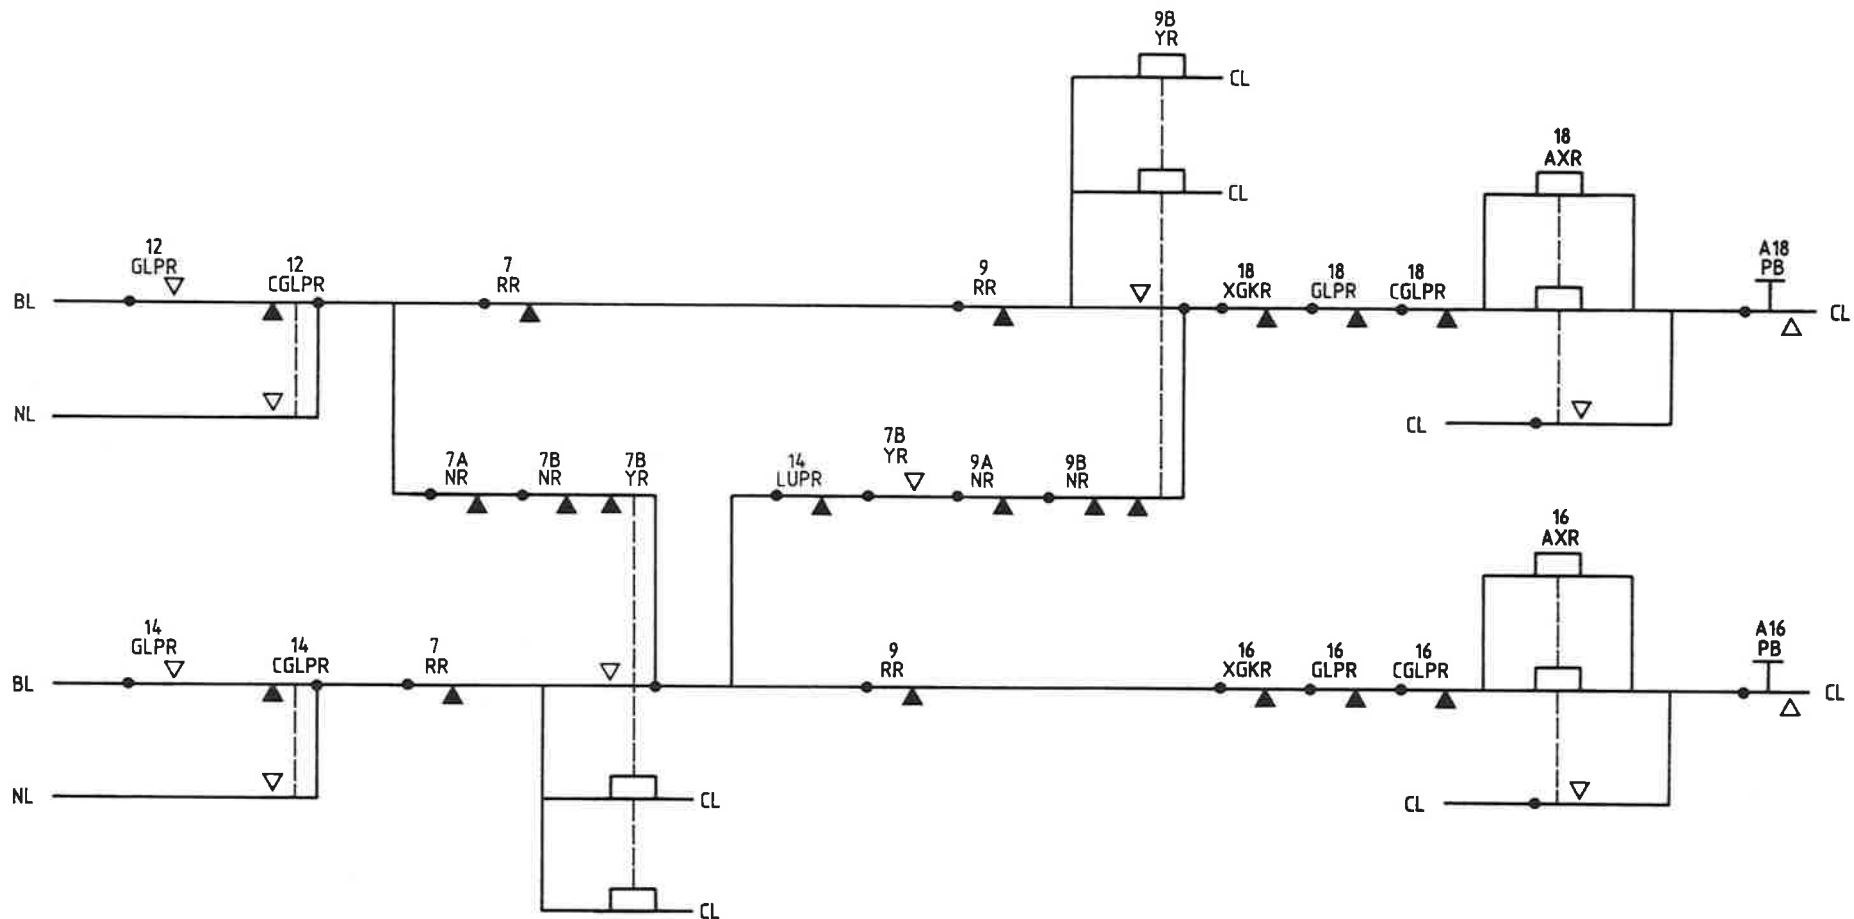 9B
YR
CL
18
AXR
CL
12
GLPR
12
CGLPR
7
RR
9
RR
18
XGKR
18
GLPR
18
CGLPR
A18
PB
BL
CL
NL
CL
7A
NR
7B
NR
7B
YR
14
LUPR
7B
YR
9A
NR
9B
NR
16
AXR
14
GLPR
14
CGLPR
7
RR
9
RR
16
XGKR
16
GLPR
16
CGLPR
A16
PB
BL
CL
NL
CL
CL
CL